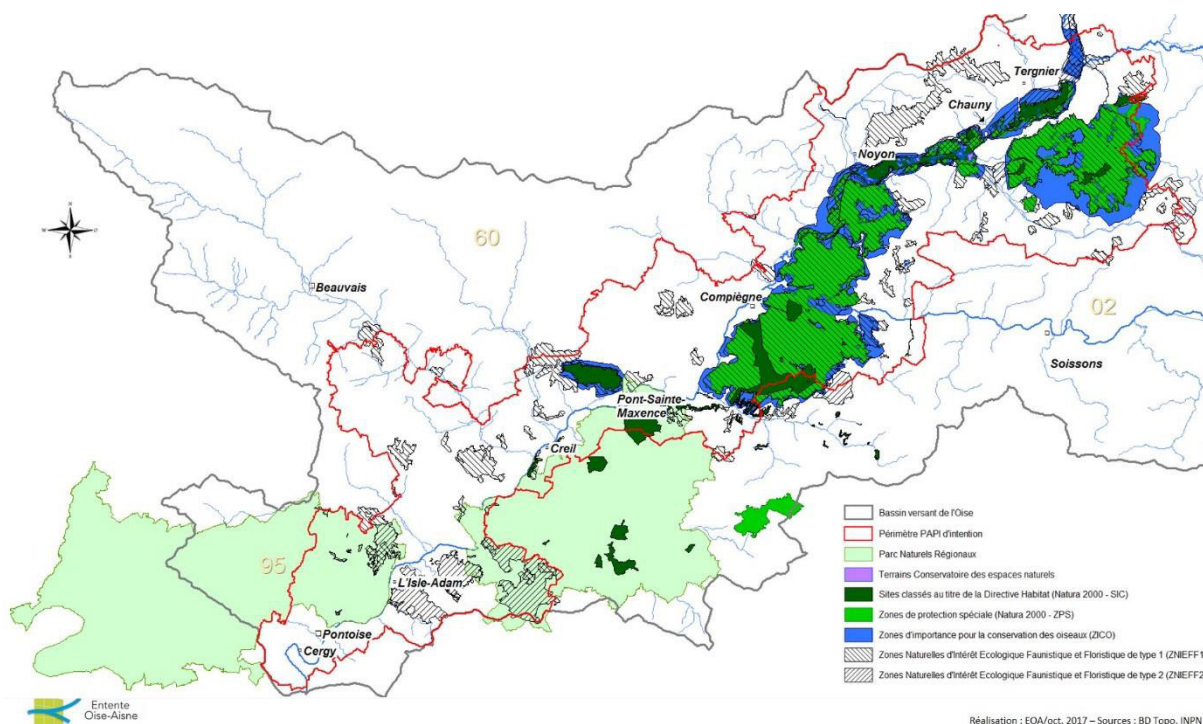 Tergnier
Chauny
Noyon
60
Beauvais
Compiègne
02
Soissons
Pont-Sainte-
Maxence
Creil
95
L'Isle-Adam
Pontoise
Cergy
Bassin versant de l'Oise
Périmètre PAPI d'intention
Parc Naturels Régionaux
Terrains Conservatoire des espaces naturels
Sites classés au titre de la Directive Habitat (Natura 2000 - SIC)
Zones de protection spéciale (Natura 2000 - ZPS)
Zones d'importance pour la conservation des oiseaux (ZICO)
Zones Naturelles d'Intérêt Ecologique Faunistique et Floristique de type 1 (ZNIEFF1
Zones Naturelles d'Intérêt Ecologique Faunistique et Floristique de type 2 (ZNIEFF2
Entente
Oise-Aisne
Réalisation : EOA/oct. 2017 – Sources : BD Topo, INPN